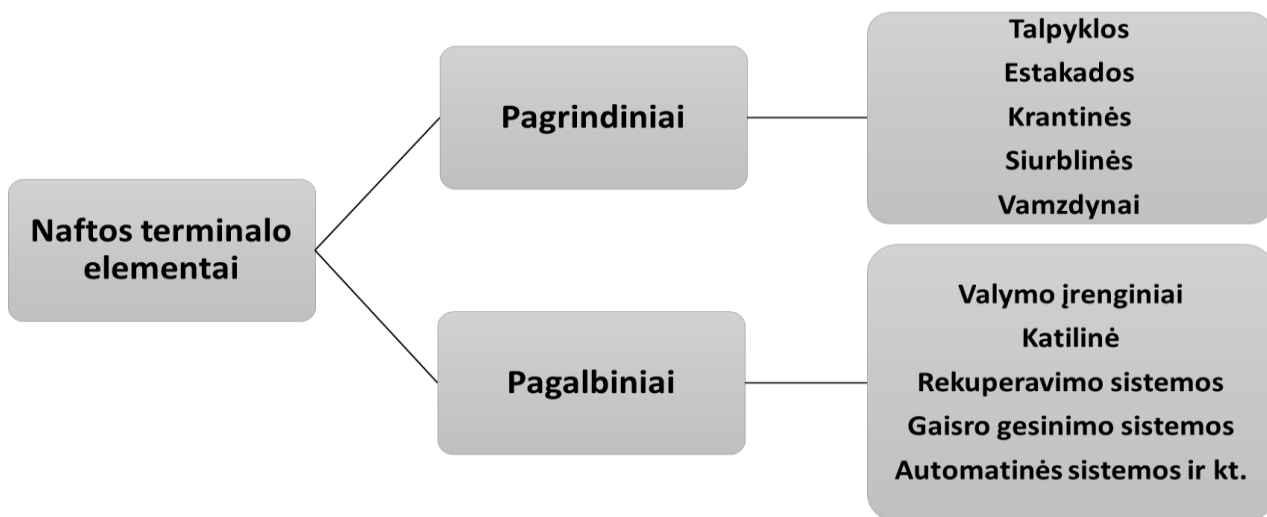 Naftos terminalo
elementai
Pagrindiniai
Talpyklos
Estakados
Krantinės
Siurblinės
Vamzdynai
Pagalbiniai
Valymo įrenginiai
Katilinė
Rekuperavimo sistemos
Gaisro gesinimo sistemos
Automatinės sistemos ir kt.